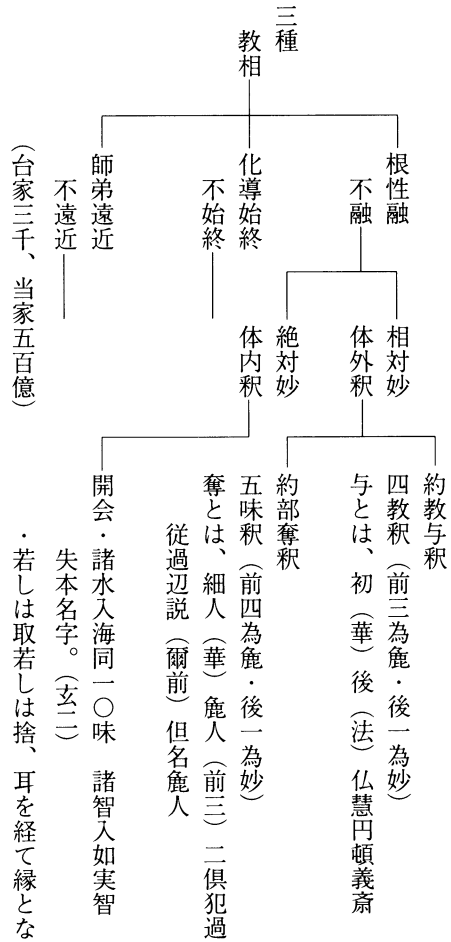 三種
教相
根性融
不融
相対妙
体外釈
約教与釈
四教釈（前三為麁・後一為妙）
与とは、初（華）後（法）仏慧円頓義斎
約部奪釈
五味釈（前四為麁・後一為妙）
奪とは、細人（華）麁人（前三）二倶犯過
従過辺説（爾前）但名麁人
絶対妙
体内釈
開会・諸水入海同一〇味　諸智入如実智
失本名字。（玄二）
・若しは取若しは捨、耳を経て縁とな
化導始終
不始終
師弟遠近
不遠近
（台家三千、当家五百億）